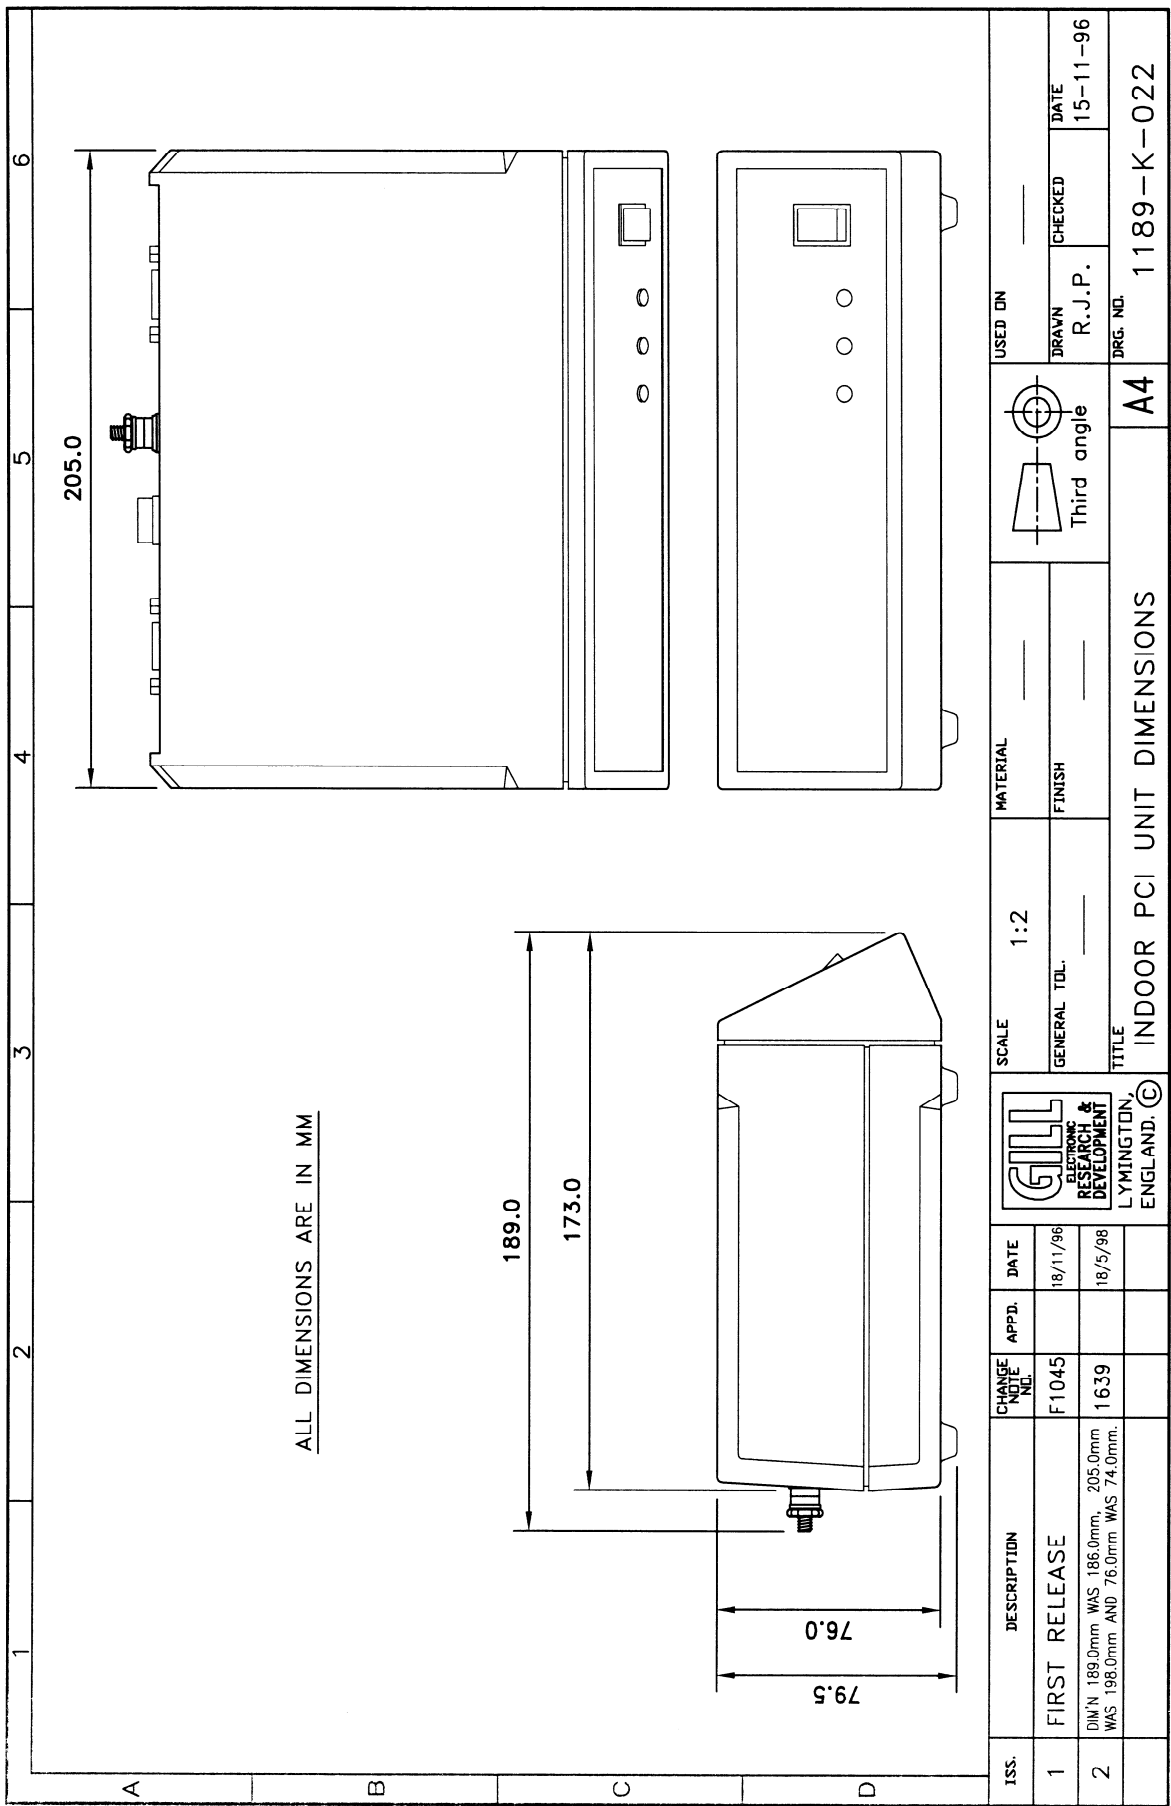 1 2 3 4 5 6
A
B
C
D
ALL DIMENSIONS ARE IN MM
205.0
189.0
173.0
76.0
79.5
ISS. DESCRIPTION CHANGE NOTE NO. APPD. DATE
1 FIRST RELEASE F1045 18/11/96
2 DIM'N 189.0mm WAS 186.0mm, 205.0mm
WAS 198.0mm AND 76.0mm WAS 74.0mm. 1639 18/5/98
GILL
ELECTRONIC
RESEARCH &
DEVELOPMENT
LYMINGTON,
ENGLAND. ©
SCALE 1:2
MATERIAL
GENERAL TOL.
FINISH
Third angle
USED ON
DRAWN R.J.P.
CHECKED
DATE 15-11-96
TITLE
INDOOR PCI UNIT DIMENSIONS
A4
DRG. NO. 1189-K-022